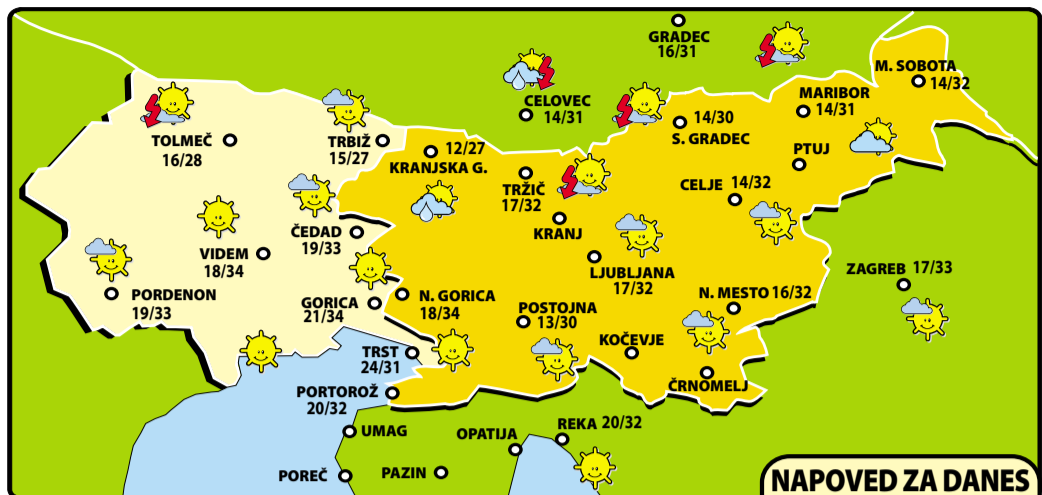 GRADEC
16/31
M. SOBOTA
14/32
CELOVEC
14/31
MARIBOR
14/31
TOLMEČ
16/28
TRBIŽ
15/27
12/27
KRANJSKA G.
14/30
S. GRADEC
PTUJ
TRŽIČ
17/32
CELJE 14/32
KRANJ
ČEDAD
19/33
VIDEM
18/34
LJUBLJANA
17/32
ZAGREB 17/33
PORDENON
19/33
GORICA
21/34
N. GORICA
18/34
POSTOJNA
13/30
N. MESTO 16/32
KOČEVJE
TRST
24/31
ČRNOMELJ
PORTOROŽ
20/32
UMAG
OPATIJA
REKA 20/32
POREČ
PAZIN
NAPOVED ZA DANES